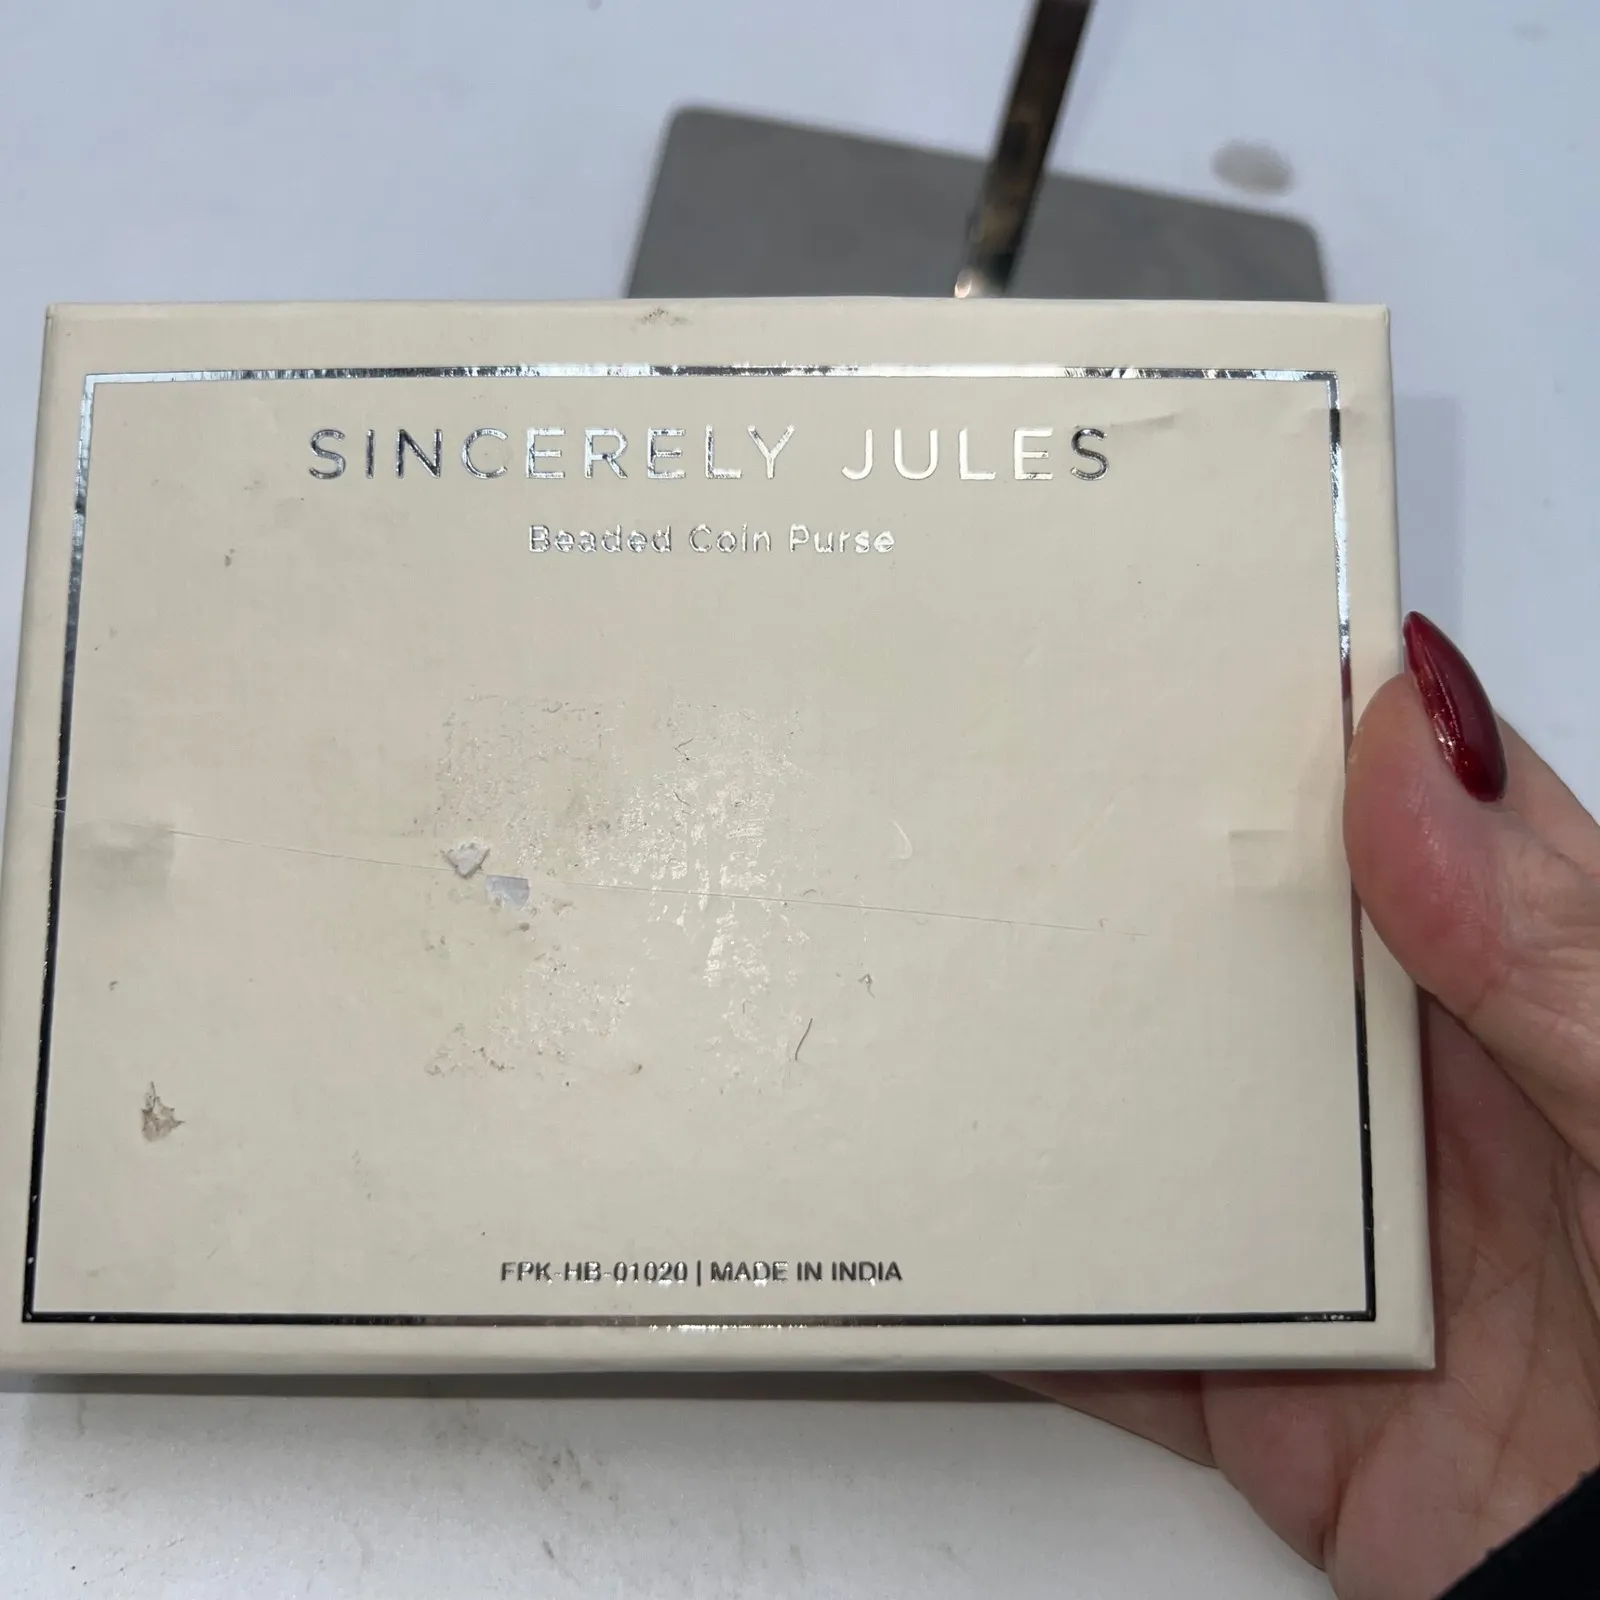 SINCERELY JULES
Beaded Coin Purse
FPK-HB-01020 | MADE IN INDIA